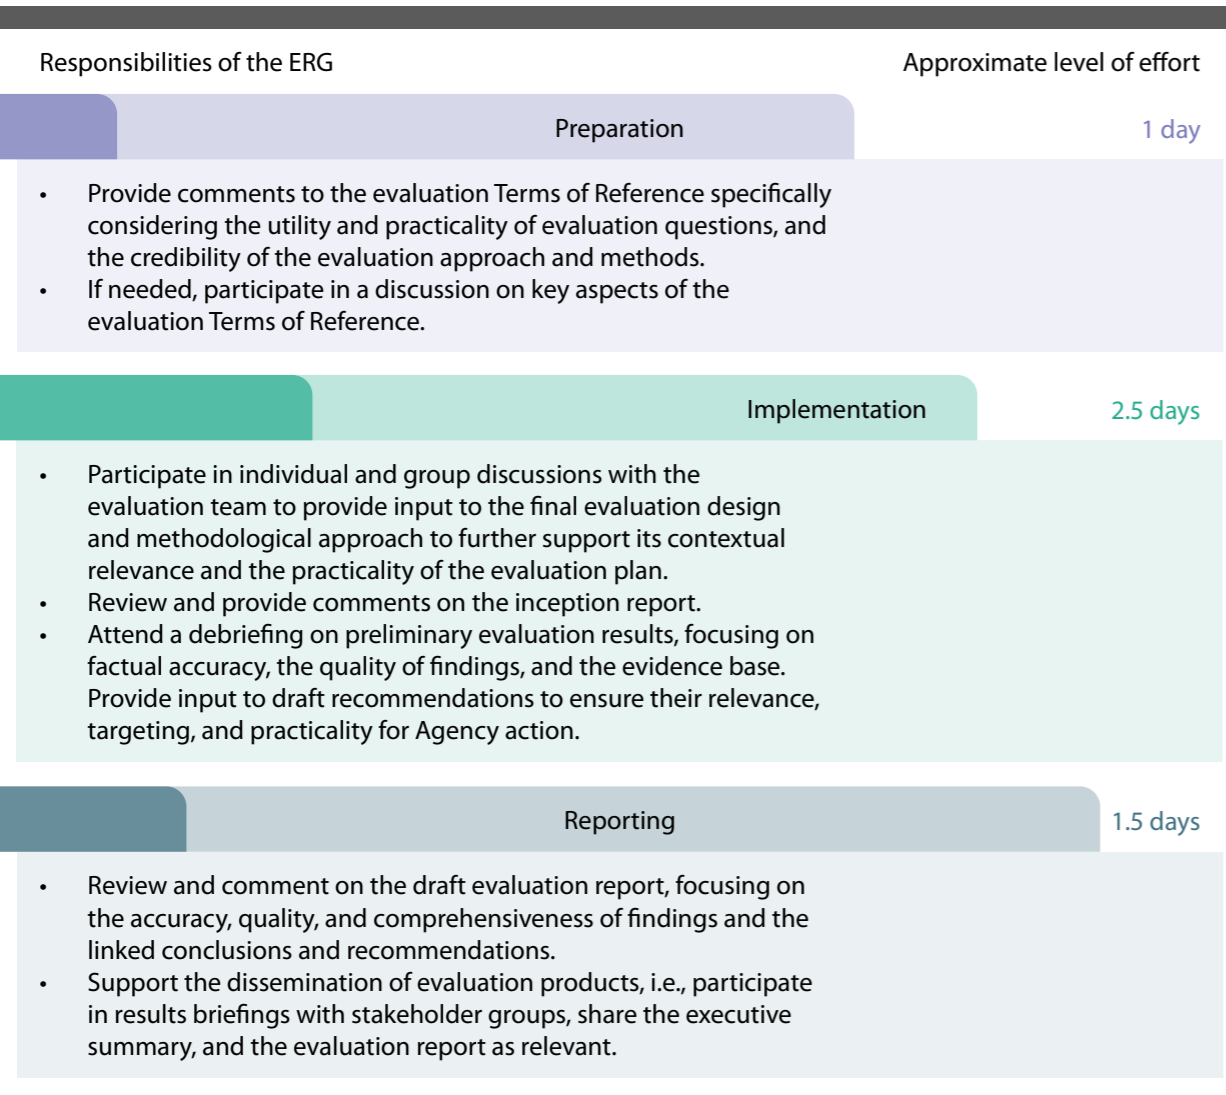 Responsibilities of the ERG Approximate level of effort
Preparation 1 day
• Provide comments to the evaluation Terms of Reference specifically
considering the utility and practicality of evaluation questions, and
the credibility of the evaluation approach and methods.
• If needed, participate in a discussion on key aspects of the
evaluation Terms of Reference.
Implementation 2.5 days
• Participate in individual and group discussions with the
evaluation team to provide input to the final evaluation design
and methodological approach to further support its contextual
relevance and the practicality of the evaluation plan.
• Review and provide comments on the inception report.
• Attend a debriefing on preliminary evaluation results, focusing on
factual accuracy, the quality of findings, and the evidence base.
Provide input to draft recommendations to ensure their relevance,
targeting, and practicality for Agency action.
Reporting 1.5 days
• Review and comment on the draft evaluation report, focusing on
the accuracy, quality, and comprehensiveness of findings and the
linked conclusions and recommendations.
• Support the dissemination of evaluation products, i.e., participate
in results briefings with stakeholder groups, share the executive
summary, and the evaluation report as relevant.